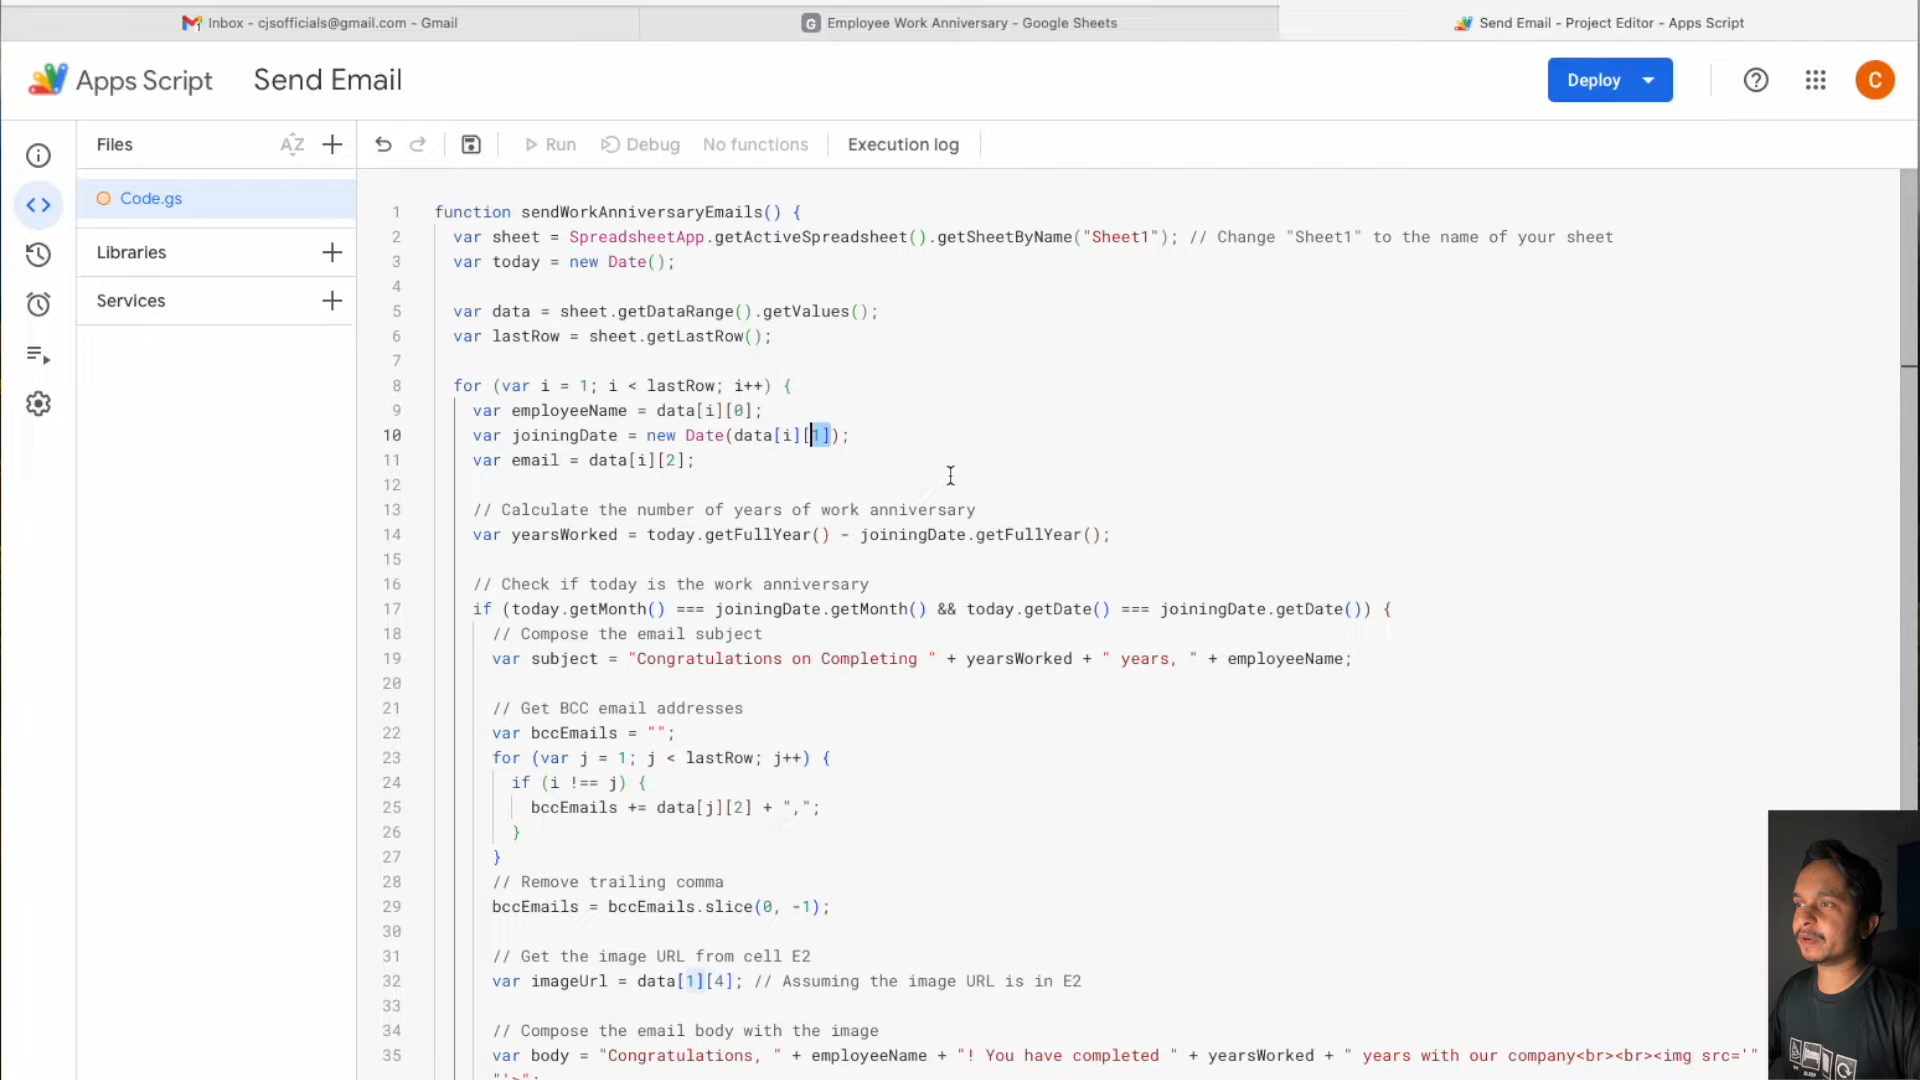 Inbox - cjsofficials@gmail.com - Gmail
Employee Work Anniversary - Google Sheets
Send Email - Project Editor - Apps Script
Apps Script
Send Email
Deploy
C
Files
AZ
Run
Debug
No functions
Execution log
Code.gs
Libraries
Services
1 function sendWorkAnniversaryEmails() {
2 var sheet = SpreadsheetApp.getActiveSpreadsheet().getSheetByName("Sheet1"); // Change "Sheet1" to the name of your sheet
3 var today = new Date();
4
5 var data = sheet.getDataRange().getValues();
6 var lastRow = sheet.getLastRow();
7
8 for (var i = 1; i < lastRow; i++) {
9 var employeeName = data[i][0];
10 var joiningDate = new Date(data[i][1]);
11 var email = data[i][2];
12
13 // Calculate the number of years of work anniversary
14 var yearsWorked = today.getFullYear() - joiningDate.getFullYear();
15
16 // Check if today is the work anniversary
17 if (today.getMonth() === joiningDate.getMonth() && today.getDate() === joiningDate.getDate()) {
18 // Compose the email subject
19 var subject = "Congratulations on Completing " + yearsWorked + " years, " + employeeName;
20
21 // Get BCC email addresses
22 var bccEmails = "";
23 for (var j = 1; j < lastRow; j++) {
24 if (i !== j) {
25 bccEmails += data[j][2] + ",";
26 }
27 }
28 // Remove trailing comma
29 bccEmails = bccEmails.slice(0, -1);
30
31 // Get the image URL from cell E2
32 var imageUrl = data[1][4]; // Assuming the image URL is in E2
33
34 // Compose the email body with the image
35 var body = "Congratulations, " + employeeName + "! You have completed " + yearsWorked + " years with our company<br><br><img src='"
"'>";